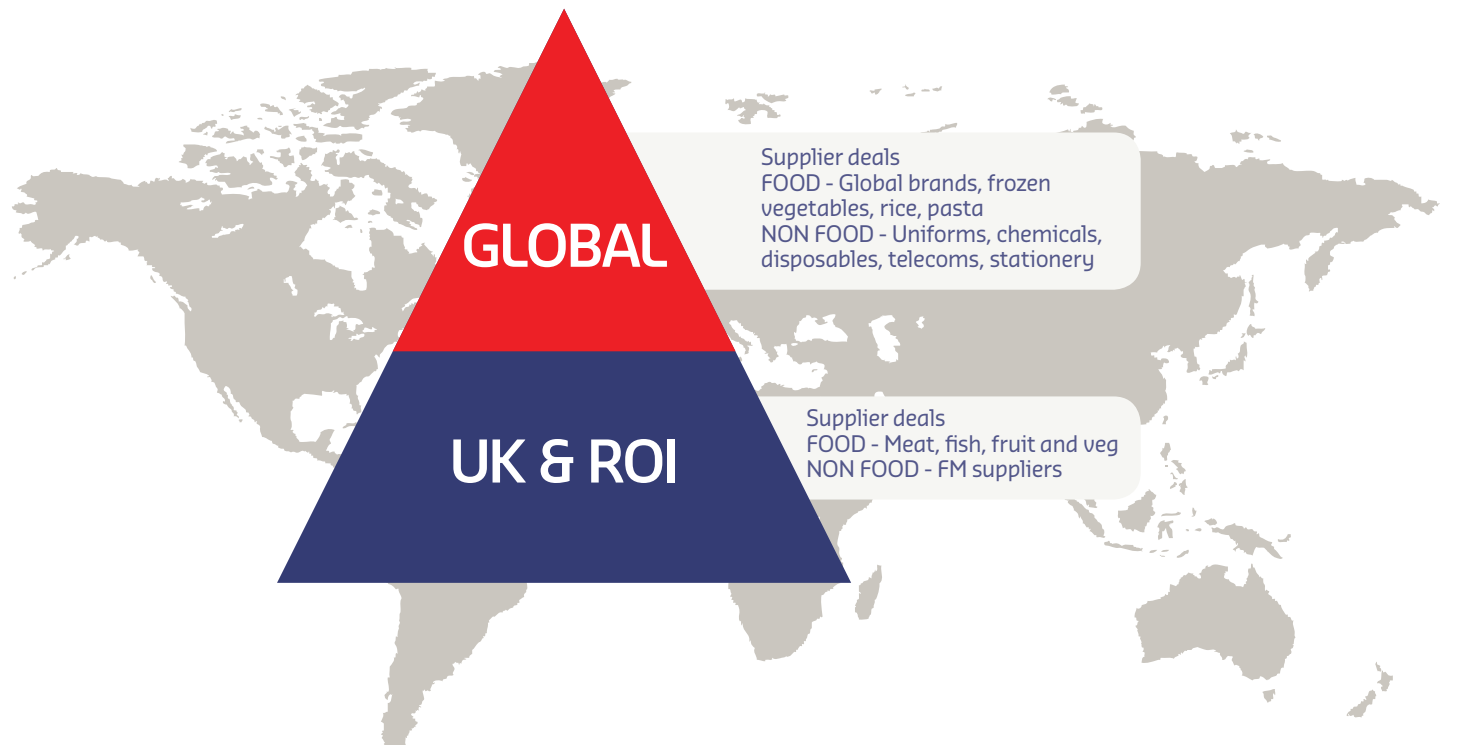 Supplier deals
FOOD - Global brands, frozen
vegetables, rice, pasta
NON FOOD - Uniforms, chemicals,
disposables, telecoms, stationery
GLOBAL
Supplier deals
FOOD - Meat, fish, fruit and veg
NON FOOD - FM suppliers
UK & ROI